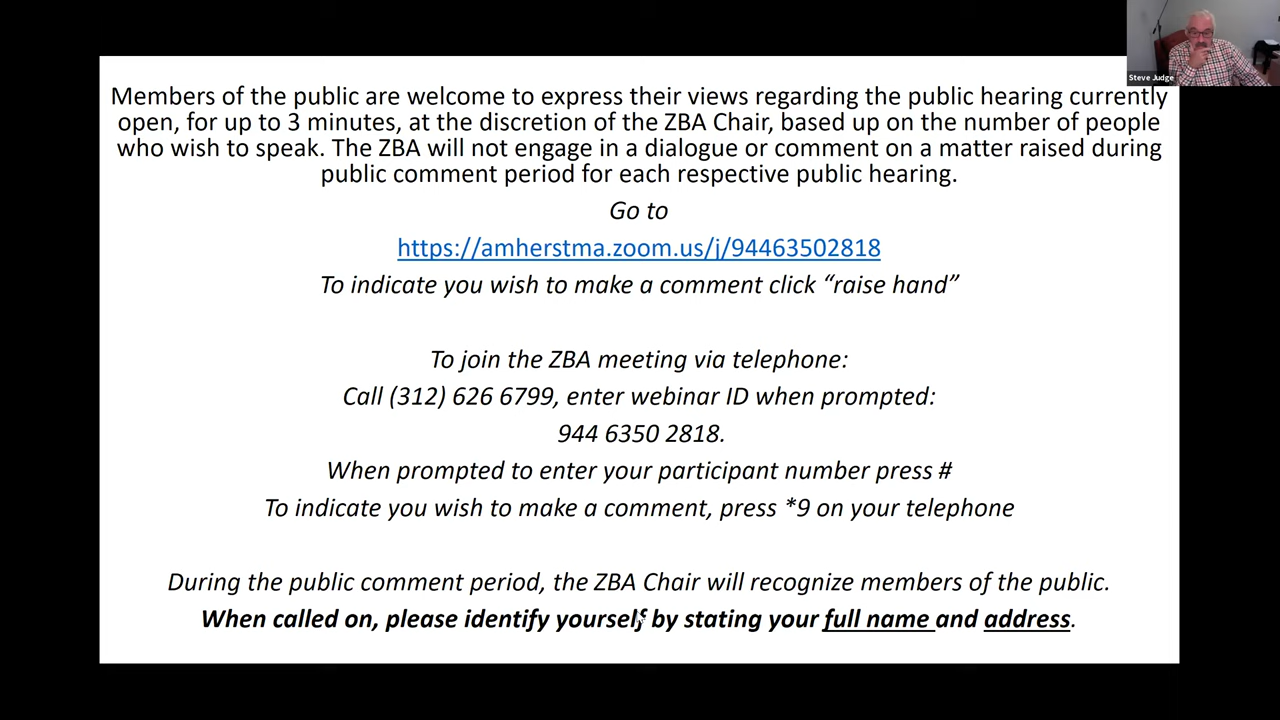 Steve Judge
Members of the public are welcome to express their views regarding the public hearing currently
open, for up to 3 minutes, at the discretion of the ZBA Chair, based up on the number of people
who wish to speak. The ZBA will not engage in a dialogue or comment on a matter raised during
public comment period for each respective public hearing.
Go to
https://amherstma.zoom.us/j/94463502818
To indicate you wish to make a comment click “raise hand”
To join the ZBA meeting via telephone:
Call (312) 626 6799, enter webinar ID when prompted:
944 6350 2818.
When prompted to enter your participant number press #
To indicate you wish to make a comment, press *9 on your telephone
During the public comment period, the ZBA Chair will recognize members of the public.
When called on, please identify yourself by stating your full name and address.